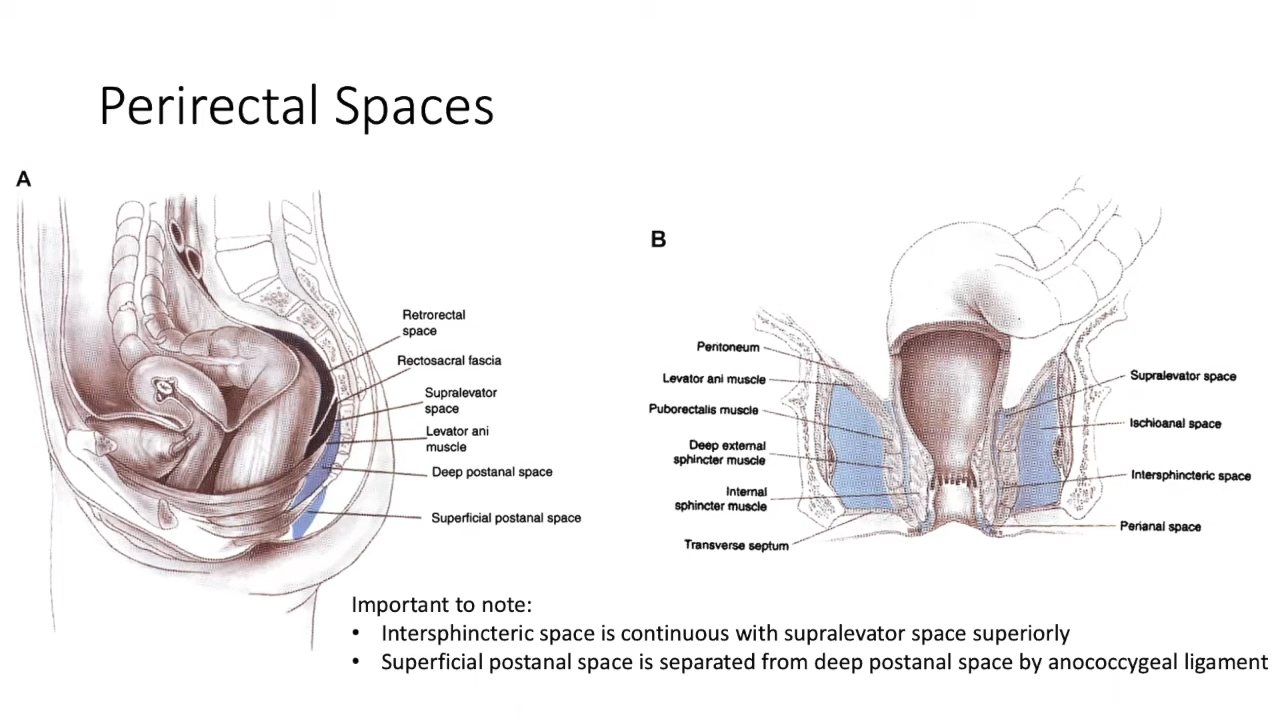 Perirectal Spaces
A
Retrorectal
space
Rectosacral fascia
Supralevator
space
Levator ani
muscle
Deep postanal space
Superficial postanal space
B
Pentoneum
Levator ani muscle
Puborectalis muscle
Deep external
sphincter muscle
Internal
sphincter muscle
Transverse septum
Supralevator space
Ischioanal space
Intersphincteric space
Perianal space
Important to note:
• Intersphincteric space is continuous with supralevator space superiorly
• Superficial postanal space is separated from deep postanal space by anococcygeal ligament